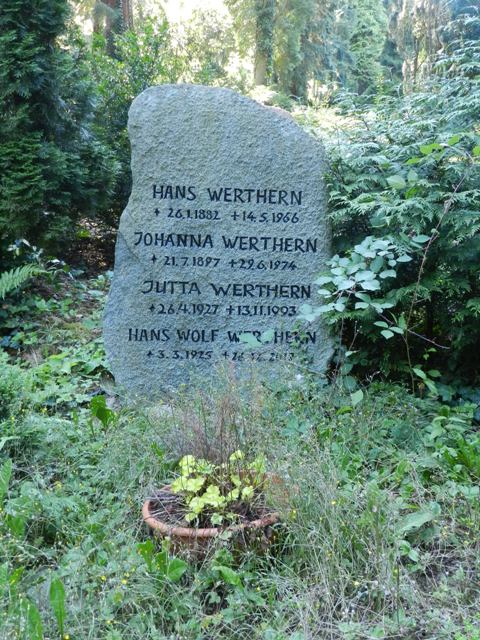 HANS WERTHERN
* 26.1.1882 + 14.5.1966
JOHANNA WERTHERN
* 21.7.1897 + 29.6.1974
JUTTA WERTHERN
* 26.4.1927 + 13.11.1993
HANS WOLF WERTHERN
* 3.3.1925